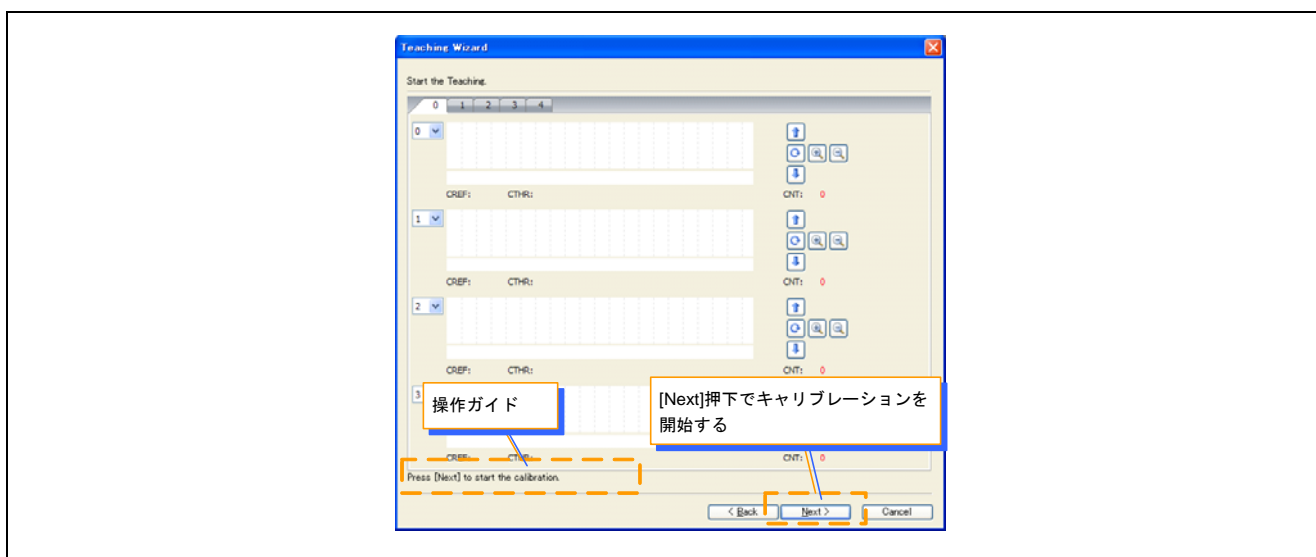 Teaching Wizard
Start the Teaching.
0 1 2 3 4
0
CREF: CTHR: CNT: 0
1
CREF: CTHR: CNT: 0
2
CREF: CTHR: CNT: 0
3
操作ガイド
[Next]押下でキャリブレーションを
開始する
CREF: CTHR: CNT: 0
Press [Next] to start the calibration.
< Back Next > Cancel